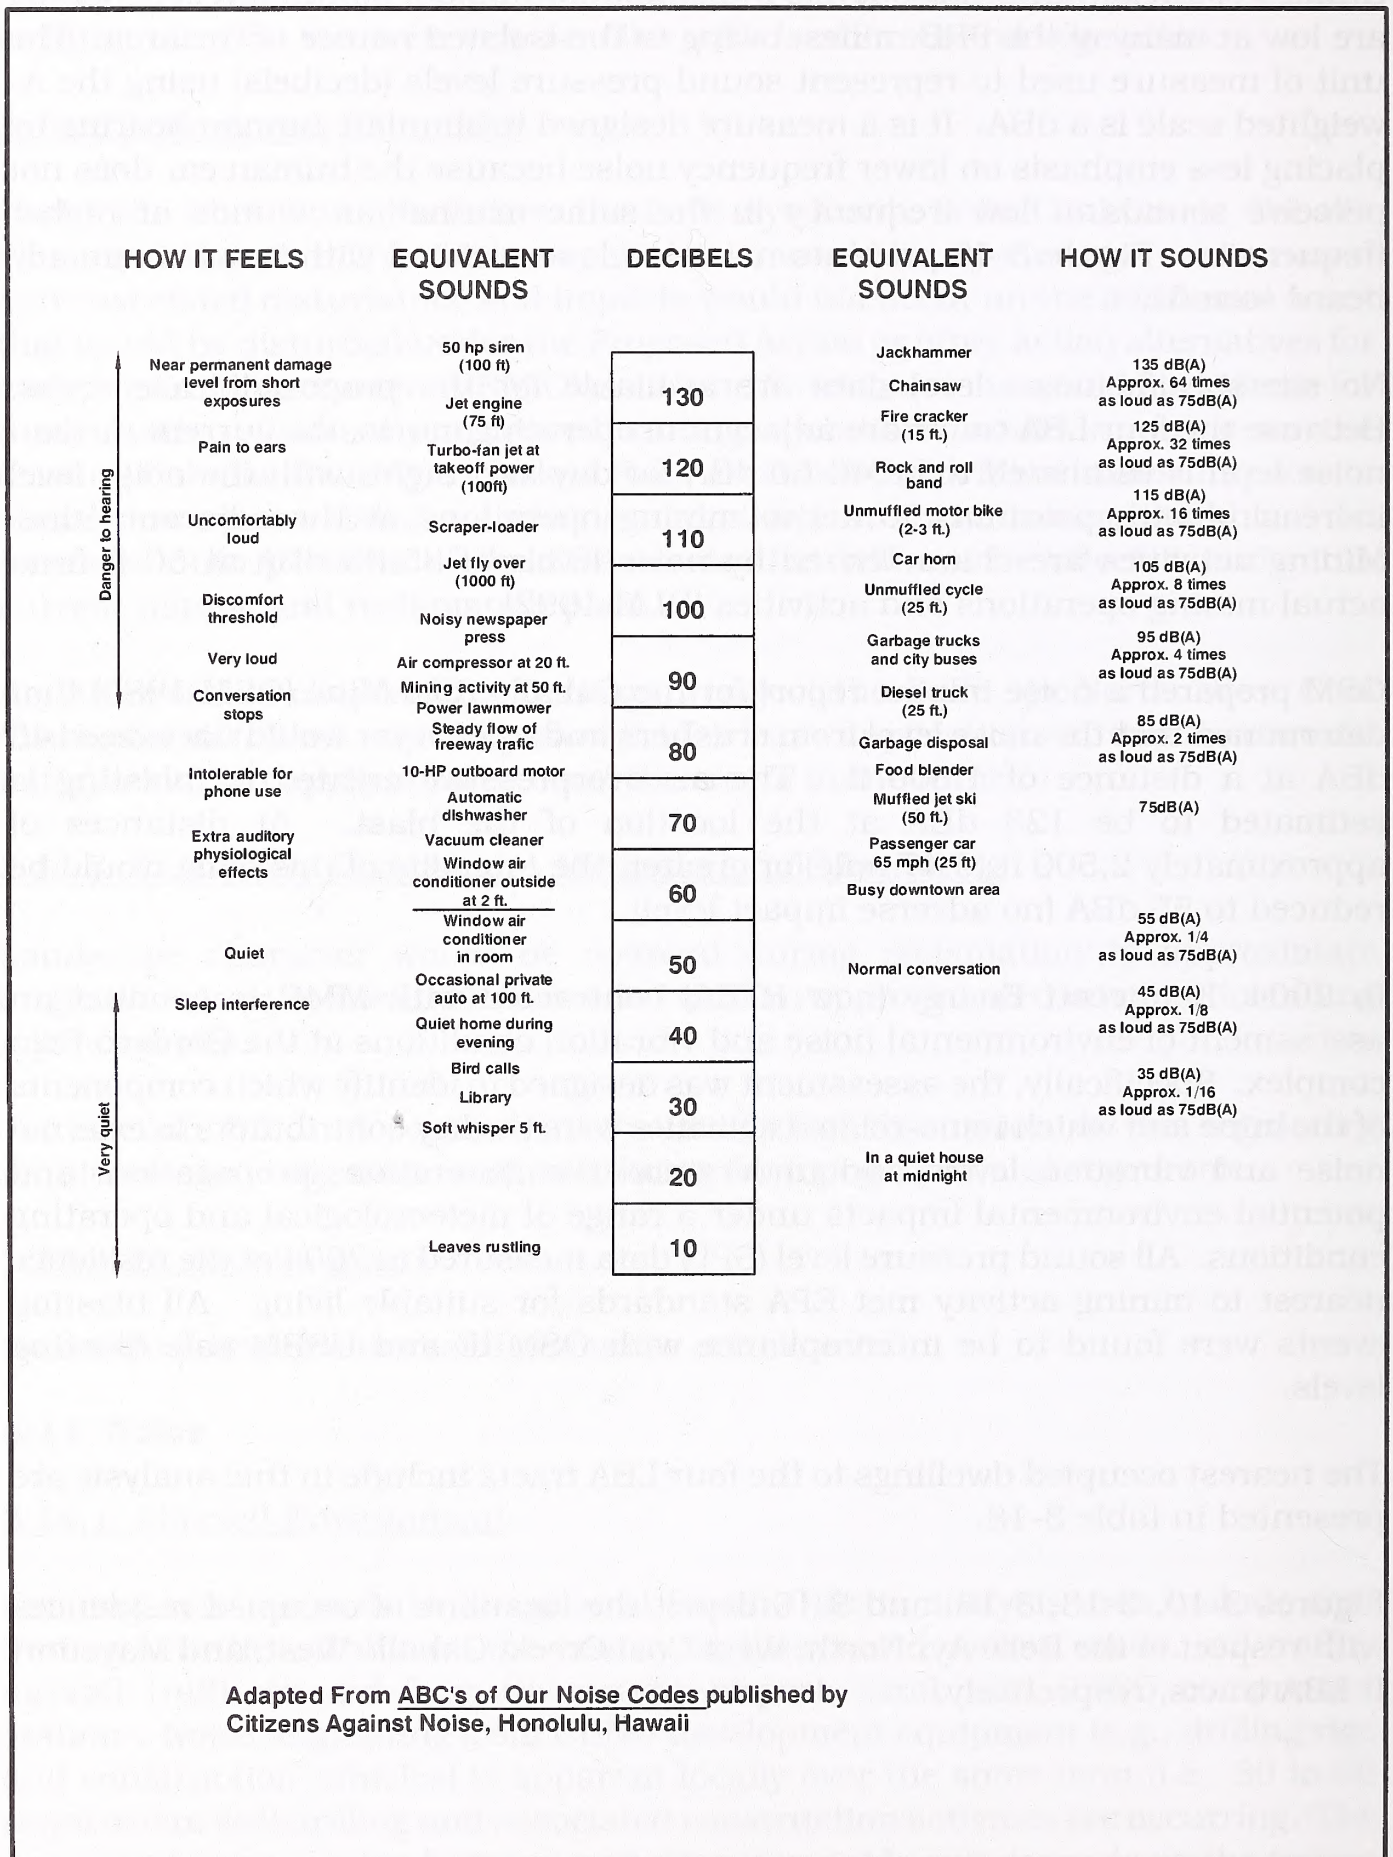 HOW IT FEELS
Near permanent damage
level from short
exposures
Pain to ears
Uncomfortably
loud
Discomfort
threshold
Very loud
Conversation
stops
Intolerable for
phone use
Extra auditory
physiological
effects
Quiet
Sleep interference
Danger to hearing
Very quiet
EQUIVALENT
SOUNDS
50 hp siren
(100 ft)
Jet engine
(75 ft)
Turbo-fan jet at
takeoff power
(100ft)
Scraper-loader
Jet fly over
(1000 ft)
Noisy newspaper
press
Air compressor at 20 ft.
Mining activity at 50 ft.
Power lawnmower
Steady flow of
freeway trafic
10-HP outboard motor
Automatic
dishwasher
Vacuum cleaner
Window air
conditioner outside
at 2 ft.
Window air
conditioner
in room
Occasional private
auto at 100 ft.
Quiet home during
evening
Bird calls
Library
Soft whisper 5 ft.
Leaves rustling
DECIBELS
130
120
110
100
90
80
70
60
50
40
30
20
10
EQUIVALENT
SOUNDS
Jackhammer
Chainsaw
Fire cracker
(15 ft.)
Rock and roll
band
Unmuffled motor bike
(2-3 ft.)
Car horn
Unmuffled cycle
(25 ft.)
Garbage trucks
and city buses
Diesel truck
(25 ft.)
Garbage disposal
Food blender
Muffled jet ski
(50 ft.)
Passenger car
65 mph (25 ft)
Busy downtown area
Normal conversation
In a quiet house
at midnight
HOW IT SOUNDS
135 dB(A)
Approx. 64 times
as loud as 75dB(A)
125 dB(A)
Approx. 32 times
as loud as 75dB(A)
115 dB(A)
Approx. 16 times
as loud as 75dB(A)
105 dB(A)
Approx. 8 times
as loud as 75dB(A)
95 dB(A)
Approx. 4 times
as loud as 75dB(A)
85 dB(A)
Approx. 2 times
as loud as 75dB(A)
75dB(A)
55 dB(A)
Approx. 1/4
as loud as 75dB(A)
45 dB(A)
Approx. 1/8
as loud as 75dB(A)
35 dB(A)
Approx. 1/16
as loud as 75dB(A)
Adapted From ABC's of Our Noise Codes published by
Citizens Against Noise, Honolulu, Hawaii